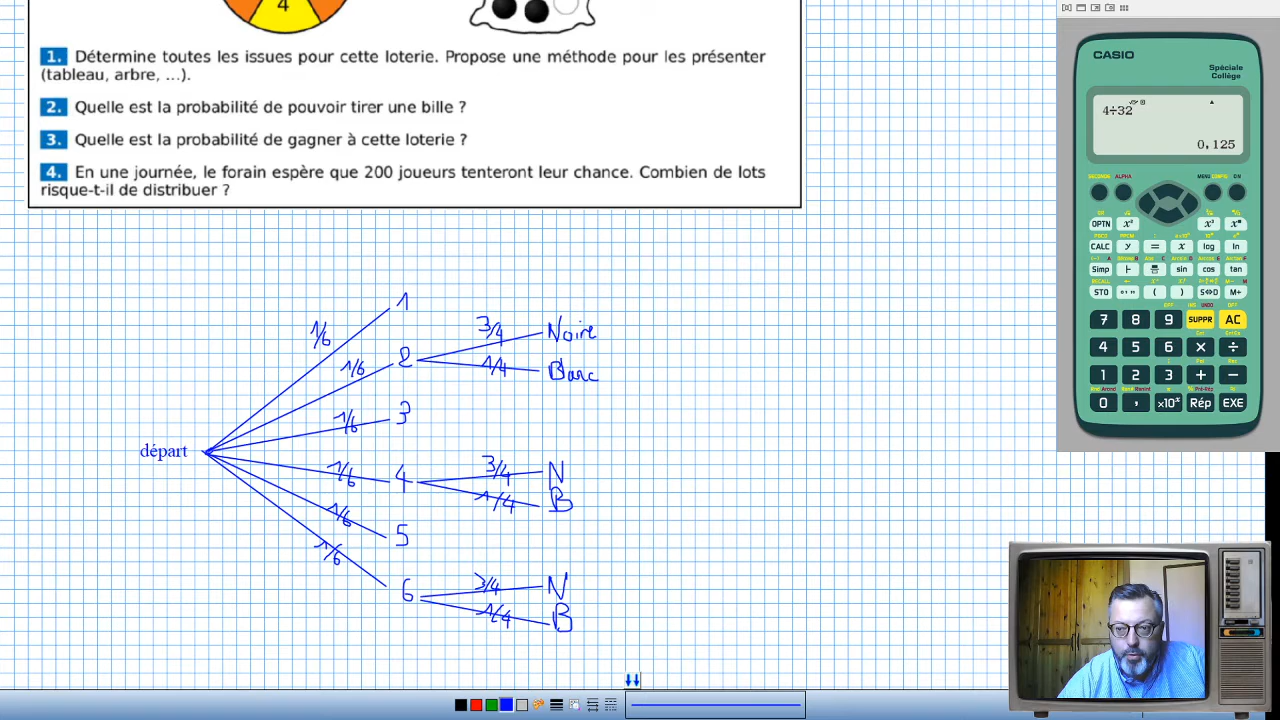 4
1. Détermine toutes les issues pour cette loterie. Propose une méthode pour les présenter
(tableau, arbre, ...).
2. Quelle est la probabilité de pouvoir tirer une bille ?
3. Quelle est la probabilité de gagner à cette loterie ?
4. En une journée, le forain espère que 200 joueurs tenteront leur chance. Combien de lots
risque-t-il de distribuer ?
départ
1/6 1
1/6 2
3/4 Noire
1/4 Blanc
1/6 3
1/6 4
3/4 N
1/4 B
1/6 5
1/6 6
3/4 N
1/4 B
CASIO
Spéciale
Collège
4÷32
0,125
SECONDE ALPHA MENU CONFIG ON
OPTN
CALC y = x log ln
Simp sin cos tan
STO ( ) S⇔D M+
7 8 9 SUPPR AC
4 5 6 × ÷
1 2 3 + −
0 , ×10ˣ Rép EXE